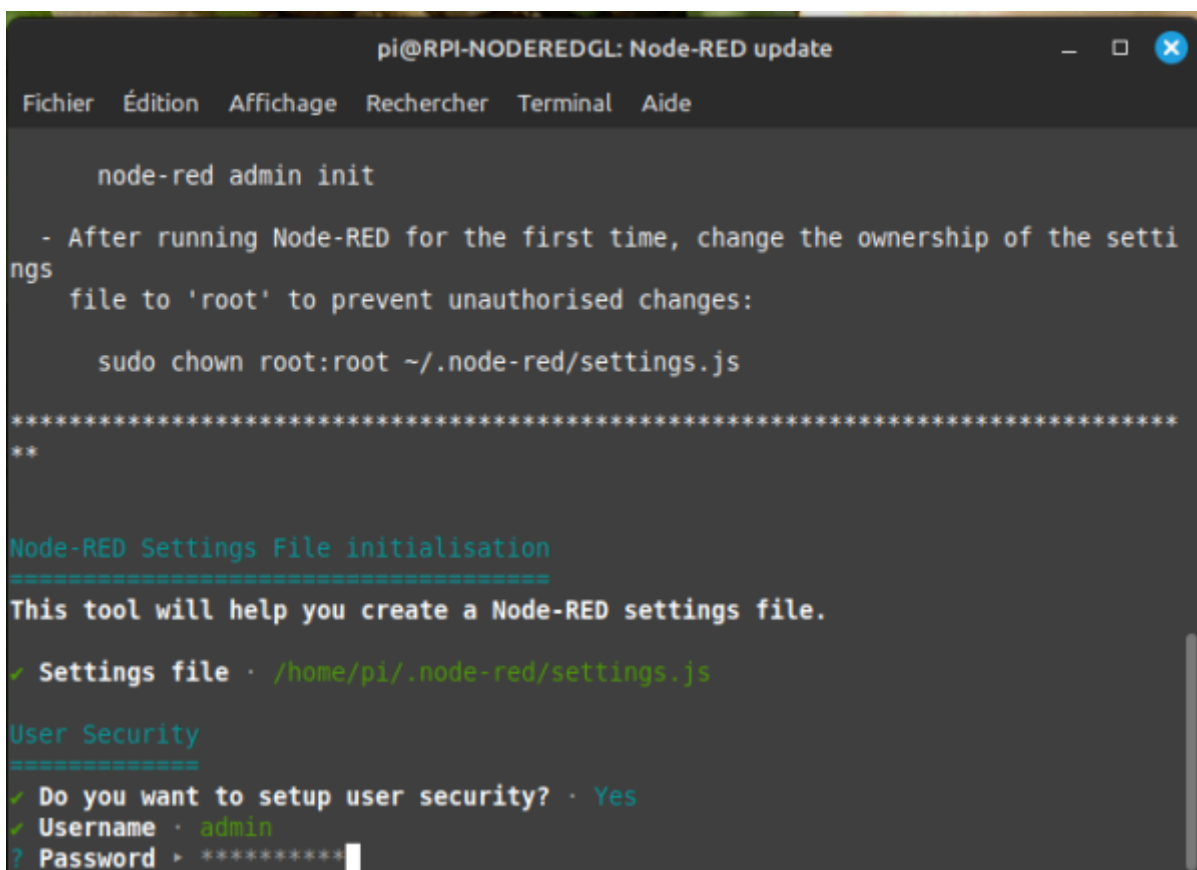 pi@RPI-NODEREDGL: Node-RED update
Fichier Édition Affichage Rechercher Terminal Aide
node-red admin init
- After running Node-RED for the first time, change the ownership of the setti
ngs
file to 'root' to prevent unauthorised changes:
sudo chown root:root ~/.node-red/settings.js
********************************************************************************
**
Node-RED Settings File initialisation
=====================================
This tool will help you create a Node-RED settings file.
✔ Settings file · /home/pi/.node-red/settings.js
User Security
=============
✔ Do you want to setup user security? · Yes
✔ Username · admin
? Password ▸ **********